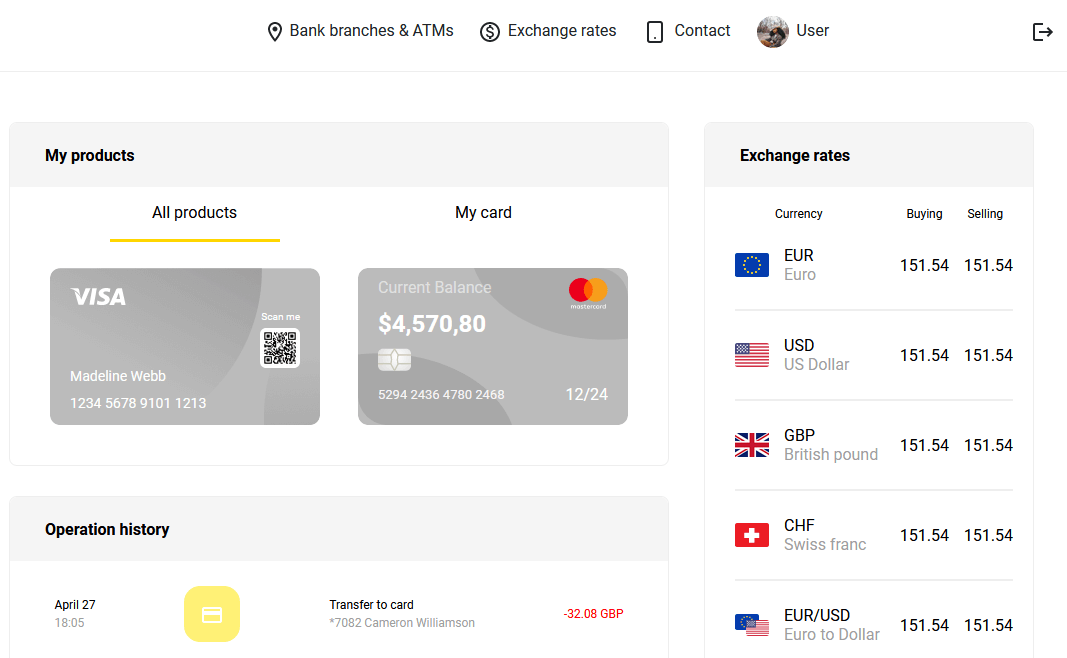 Bank branches & ATMs
Exchange rates
Contact
User
My products
All products
My card
VISA
Scan me
Madeline Webb
1234 5678 9101 1213
Current Balance
mastercard
$4,570,80
5294 2436 4780 2468
12/24
Operation history
April 27
18:05
Transfer to card
*7082 Cameron Williamson
-32.08 GBP
Exchange rates
Currency Buying Selling
EUR
Euro
151.54 151.54
USD
US Dollar
151.54 151.54
GBP
British pound
151.54 151.54
CHF
Swiss franc
151.54 151.54
EUR/USD
Euro to Dollar
151.54 151.54